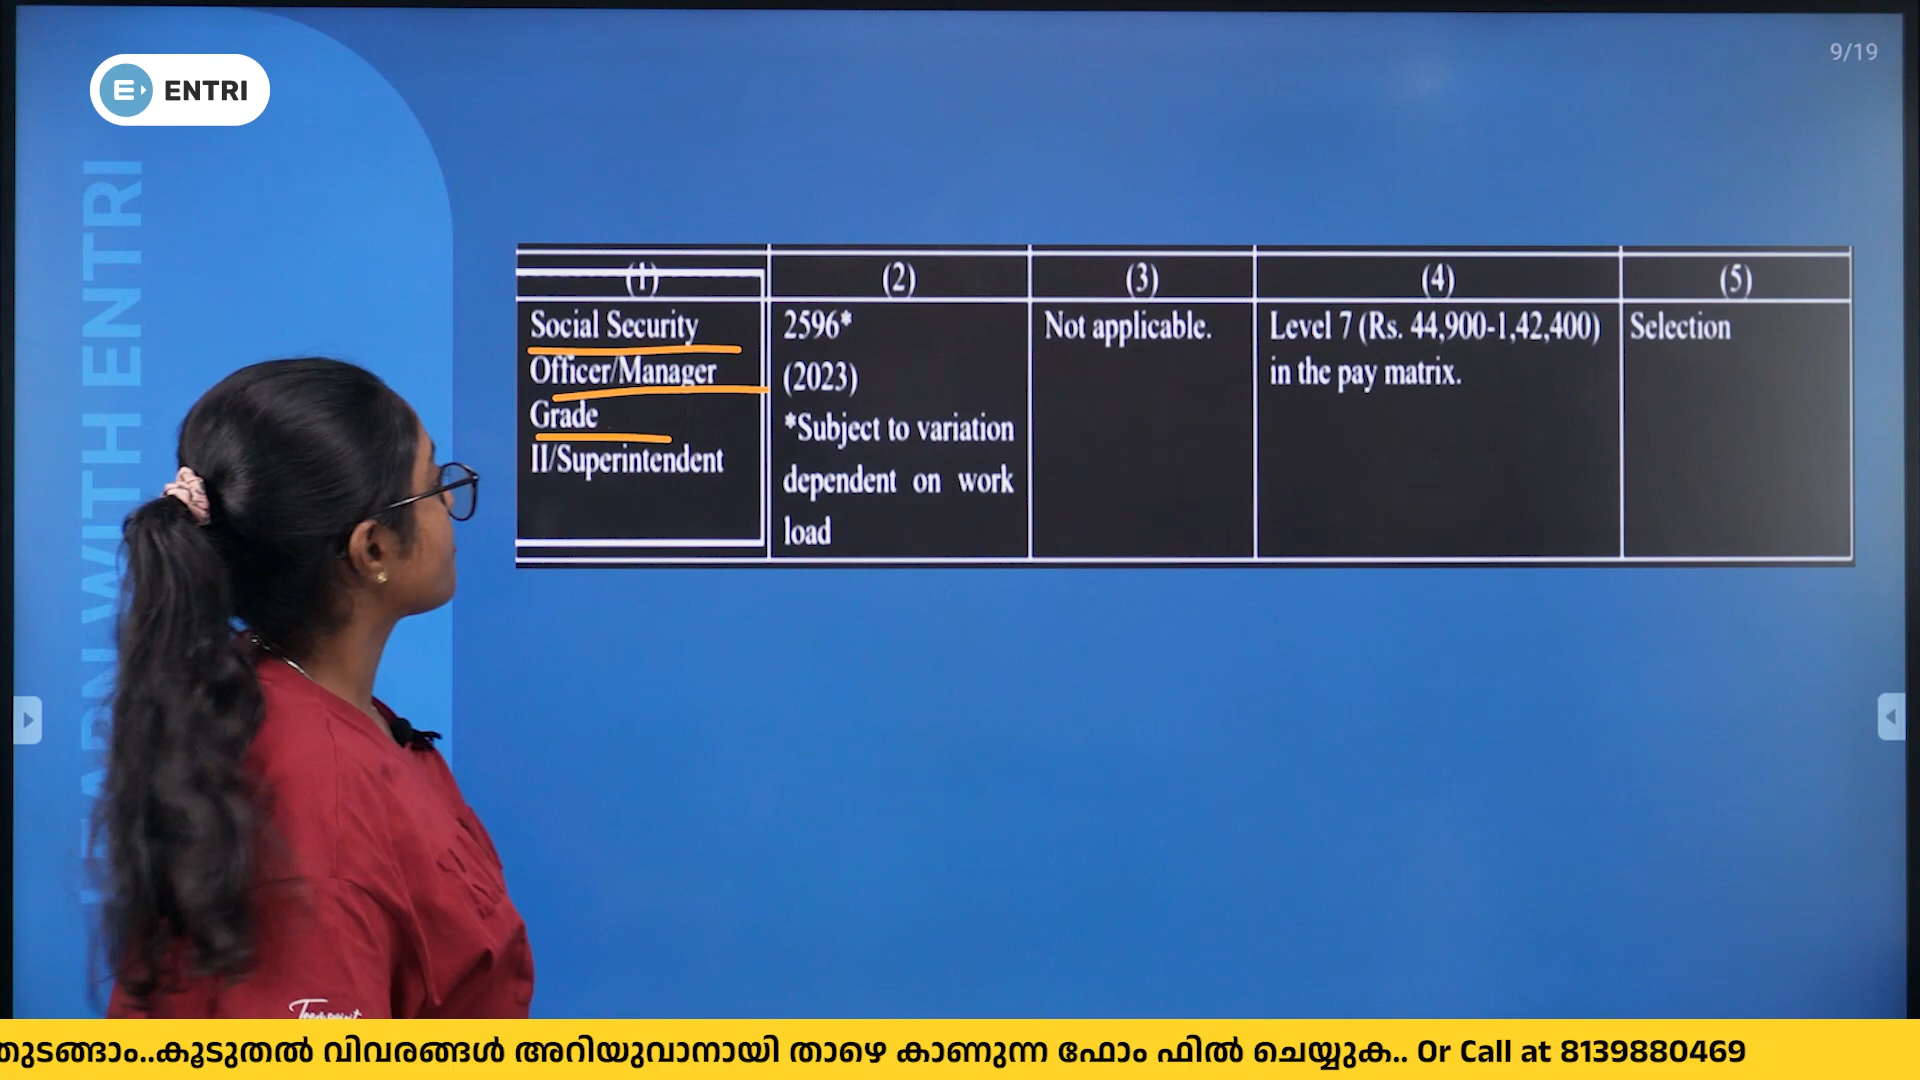 ENTRI
9/19
LEARN WITH ENTRI
(1)
(2)
(3)
(4)
(5)
Social Security
Officer/Manager
Grade
II/Superintendent
2596*
(2023)
*Subject to variation
dependent on work
load
Not applicable.
Level 7 (Rs. 44,900-1,42,400)
in the pay matrix.
Selection
തുടങ്ങാം..കൂടുതൽ വിവരങ്ങൾ അറിയുവാനായി താഴെ കാണുന്ന ഫോം ഫിൽ ചെയ്യുക.. Or Call at 8139880469